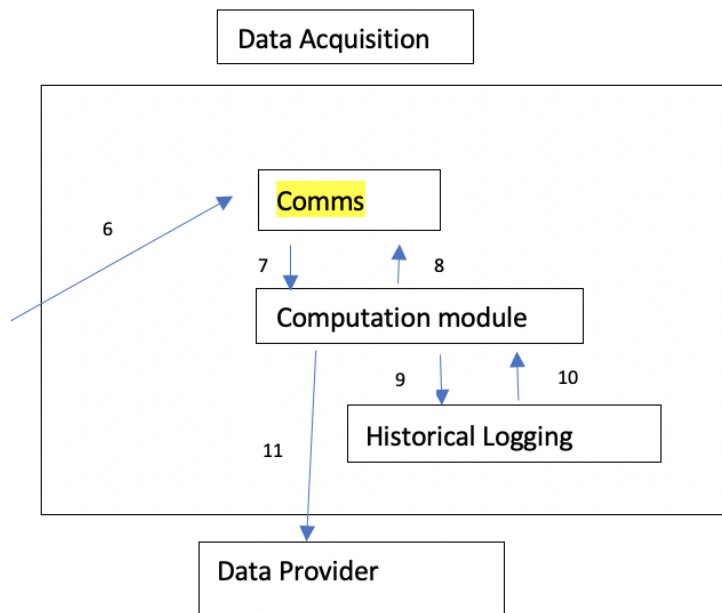 Data Acquisition
Comms
6
7
8
Computation module
9
10
Historical Logging
11
Data Provider